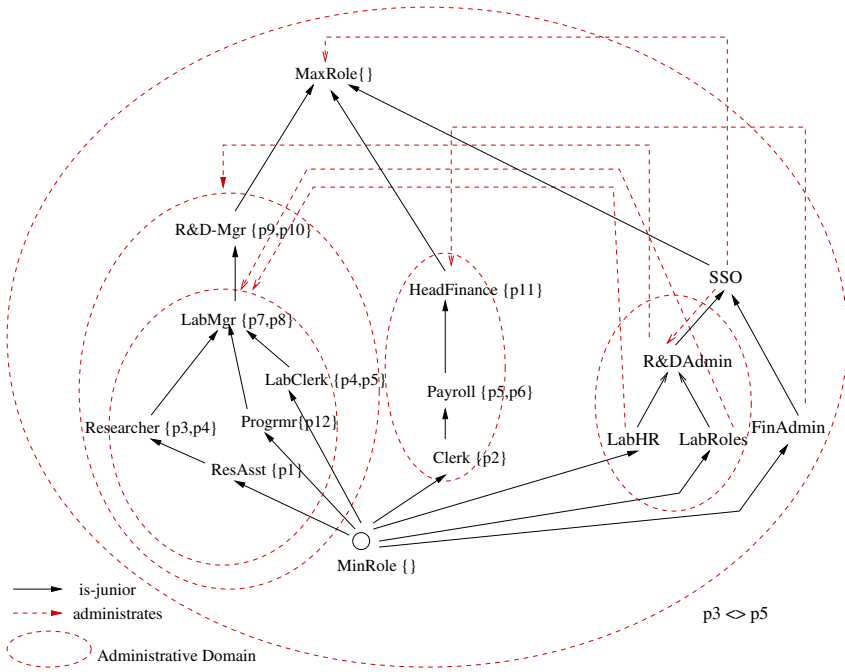 MaxRole{}
R&D-Mgr {p9,p10}
SSO
HeadFinance {p11}
LabMgr {p7,p8}
R&DAdmin
LabClerk {p4,p5}
Payroll {p5,p6}
Researcher {p3,p4}
Progrmr{p12}
FinAdmin
LabHR
LabRoles
Clerk {p2}
ResAsst {p1}
MinRole {}
is-junior
administrates
p3 <> p5
Administrative Domain